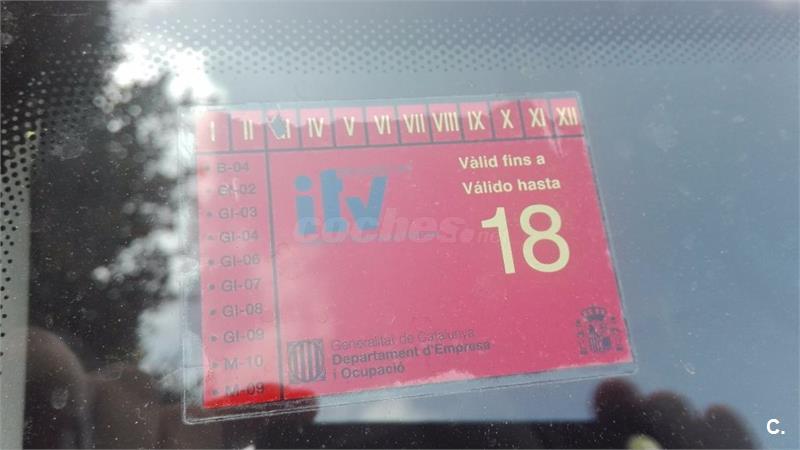 I II III IV V VI VII VIII IX X XI XII
B-04
GI-02
GI-03
GI-04
GI-06
GI-07
GI-08
GI-09
M-10
M-09
itv
Vàlid fins a
Válido hasta
18
coches.net
Generalitat de Catalunya
Departament d'Empresa
i Ocupació
C.